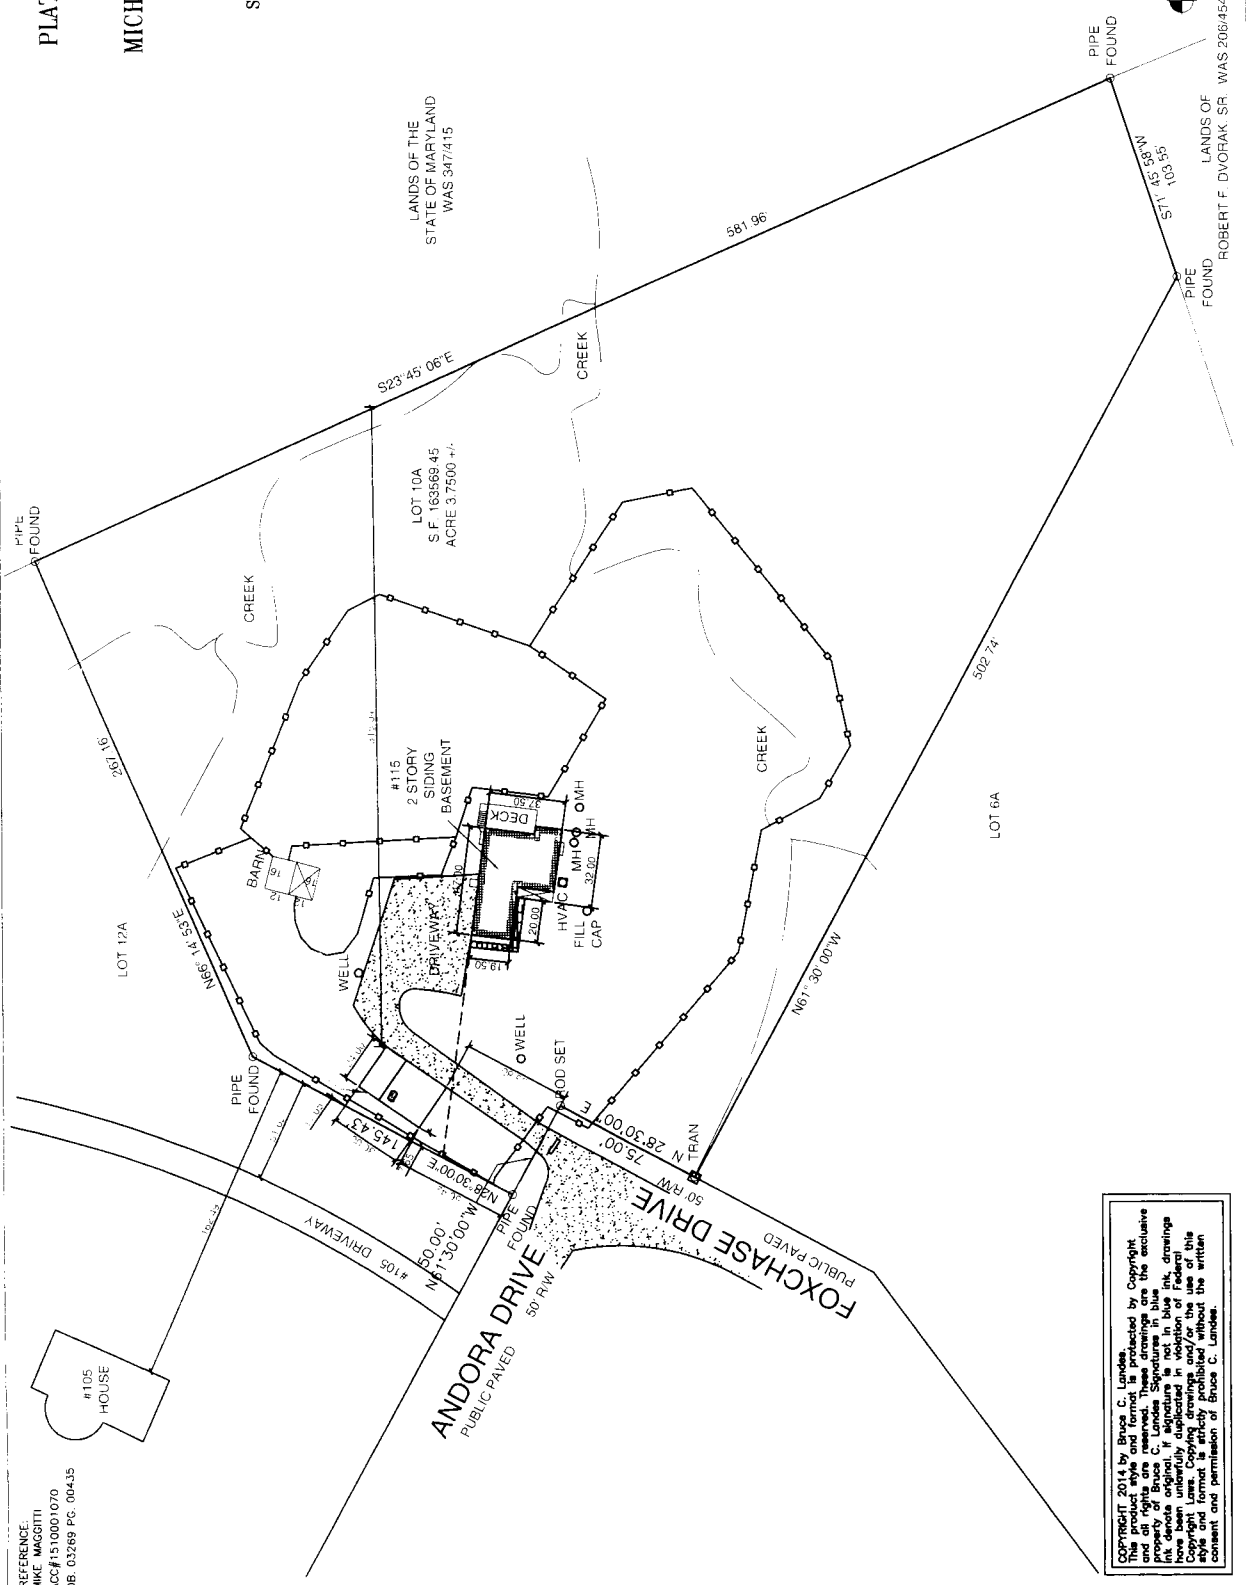 PLAT
MICH
S
PIPE
FOUND
LANDS OF
ROBERT F. DVORAK. SR. WAS 206/454
S71° 45' 58"W
103.55'
PIPE
FOUND
LANDS OF THE
STATE OF MARYLAND
WAS 347/415
581.96'
S23°45' 06"E
CREEK
LOT 10A
S.F. 163569.45
ACRE 3.7500 +/-
PIPE
FOUND
CREEK
267.16'
N66° 14' 53"E
LOT 12A
#115
2 STORY
SIDING
BASEMENT
DECK
37.50
MH
MH
MH
32.00
HVAC
FILL
CAP
20.00
19.50
BARN
16
12
WELL
DRIVEWAY
WELL
CREEK
502.74'
LOT 6A
N61° 30' 00"W
PIPE
FOUND
ROD SET
N 28°30'00" E
75.00'
TRAN
145.43'
N28°30'00"E
50.00'
N61°30'00"W
PIPE
FOUND
#105 DRIVEWAY
#105
HOUSE
50' R/W
FOXCHASE DRIVE
PUBLIC PAVED
ANDORA DRIVE
50' R/W
PUBLIC PAVED
REFERENCE:
MIKE MAGGITTI
ACC#1510001070
DB. 03269 PG. 00435
COPYRIGHT 2014 by Bruce C. Landes.
This product style and format is protected by Copyright
and all rights are reserved. These drawings are the exclusive
property of Bruce C. Landes Signatures in blue
ink denote original. If signature is not in blue ink, drawings
have been unlawfully duplicated in violation of Federal
Copyright Laws. Copying drawings and/or the use of this
style and format is strictly prohibited without the written
consent and permission of Bruce C. Landes.